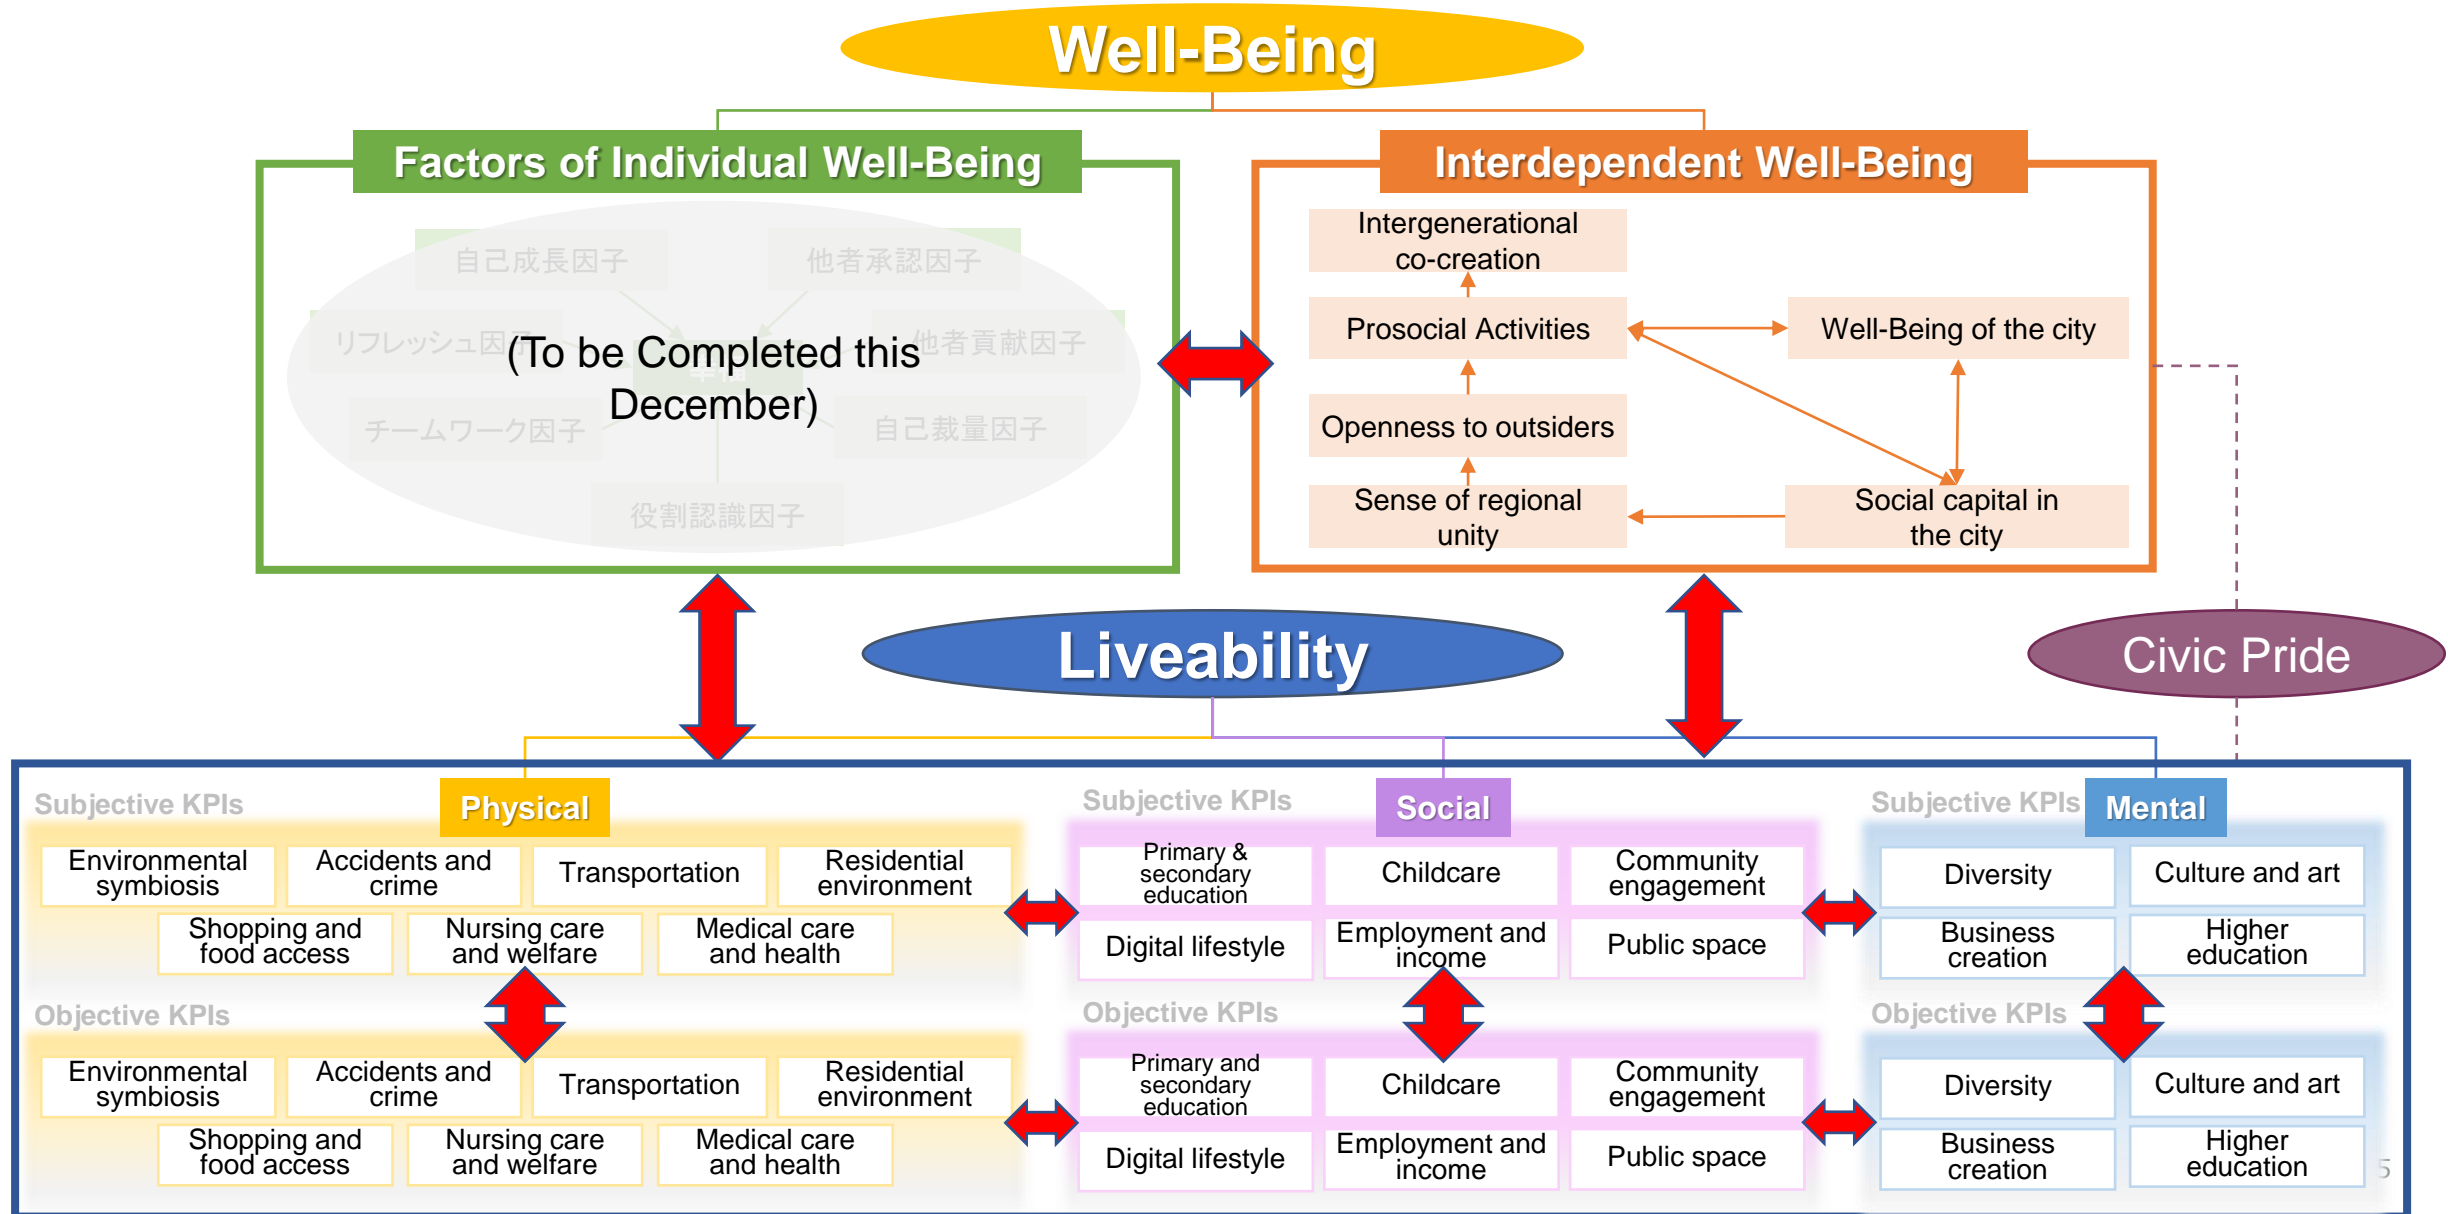 Well-Being
Factors of Individual Well-Being
自己成長因子
他者承認因子
リフレッシュ因子
他者貢献因子
(To be Completed this
December)
チームワーク因子
自己裁量因子
役割認識因子
Interdependent Well-Being
Intergenerational
co-creation
Prosocial Activities
Well-Being of the city
Openness to outsiders
Sense of regional
unity
Social capital in
the city
Liveability
Civic Pride
Subjective KPIs
Physical
Environmental
symbiosis
Accidents and
crime
Transportation
Residential
environment
Shopping and
food access
Nursing care
and welfare
Medical care
and health
Subjective KPIs
Social
Primary &
secondary
education
Childcare
Community
engagement
Digital lifestyle
Employment and
income
Public space
Subjective KPIs
Mental
Diversity
Culture and art
Business
creation
Higher
education
Objective KPIs
Environmental
symbiosis
Accidents and
crime
Transportation
Residential
environment
Shopping and
food access
Nursing care
and welfare
Medical care
and health
Objective KPIs
Primary and
secondary
education
Childcare
Community
engagement
Digital lifestyle
Employment and
income
Public space
Objective KPIs
Diversity
Culture and art
Business
creation
Higher
education
5